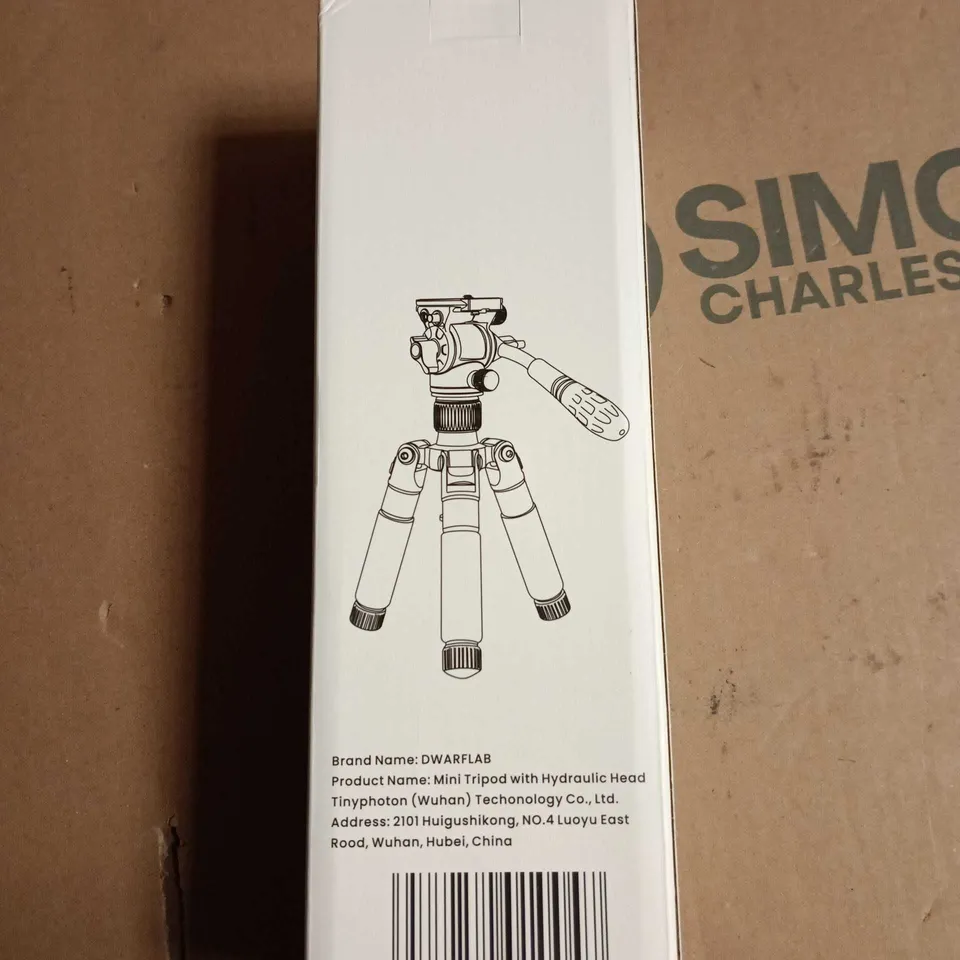 SIMO
CHARLES
Brand Name: DWARFLAB
Product Name: Mini Tripod with Hydraulic Head
Tinyphoton (Wuhan) Techonology Co., Ltd.
Address: 2101 Huigushikong, NO.4 Luoyu East
Rood, Wuhan, Hubei, China